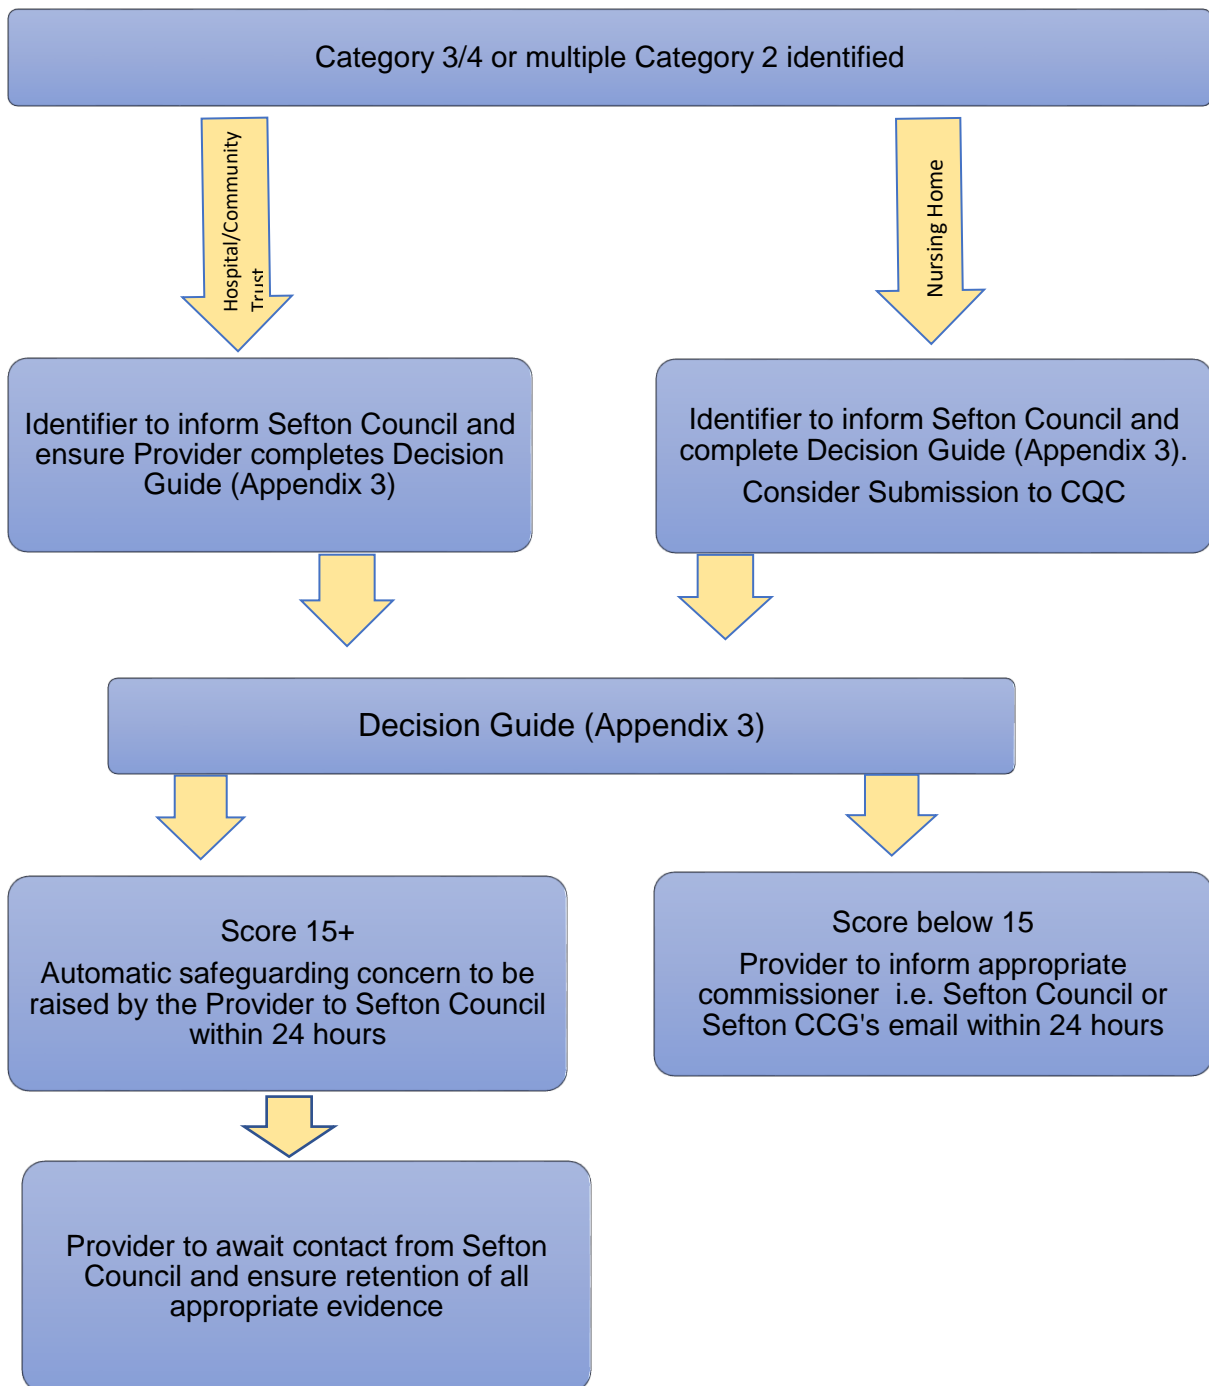 Category 3/4 or multiple Category 2 identified
Hospital/Community
Trust
Nursing Home
Identifier to inform Sefton Council and
ensure Provider completes Decision
Guide (Appendix 3)
Identifier to inform Sefton Council and
complete Decision Guide (Appendix 3).
Consider Submission to CQC
Decision Guide (Appendix 3)
Score 15+
Automatic safeguarding concern to be
raised by the Provider to Sefton Council
within 24 hours
Score below 15
Provider to inform appropriate
commissioner  i.e. Sefton Council or
Sefton CCG's email within 24 hours
Provider to await contact from Sefton
Council and ensure retention of all
appropriate evidence